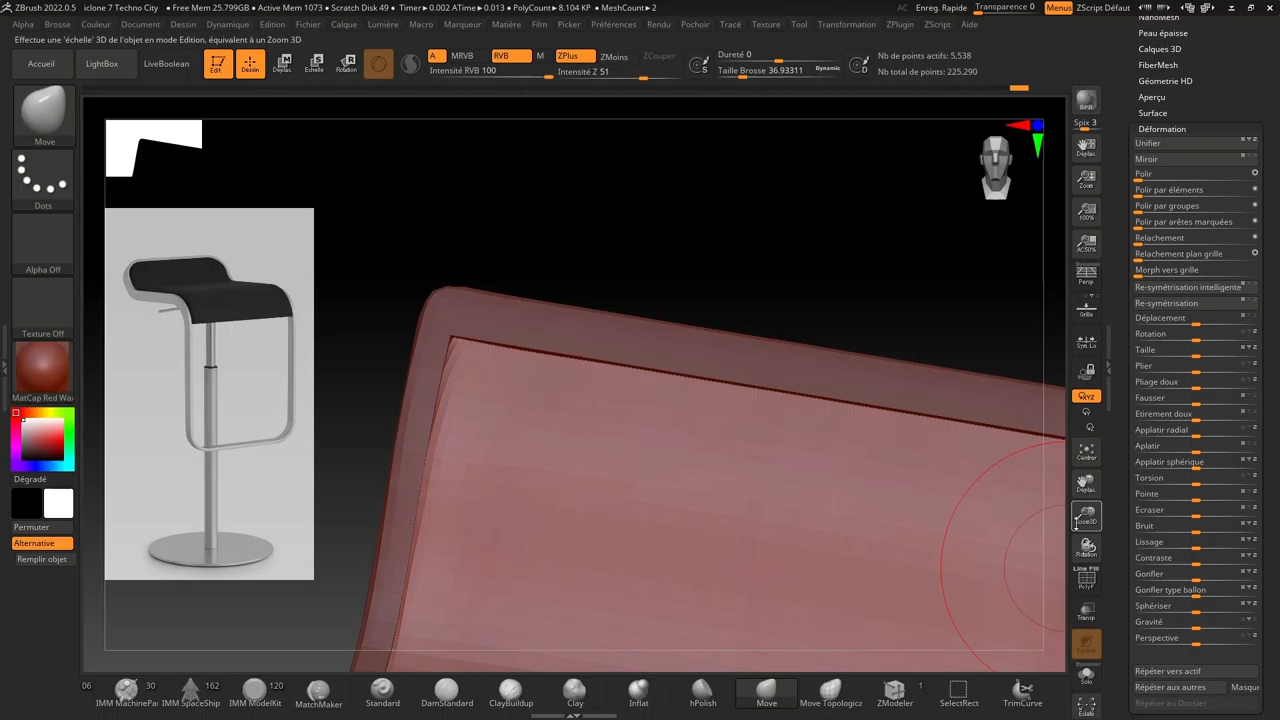 ZBrush 2022.0.5 iclone 7 Techno City • Free Mem 25.799GB • Active Mem 1073 • Scratch Disk 49 • Timer▸0.002 ATime▸0.013 • PolyCount▸8.104 KP • MeshCount▸2 AC Enreg. Rapide Transparence 0 Menus ZScript Défaut
Alpha Brosse Couleur Document Dessin Dynamique Edition Fichier Calque Lumière Macro Marqueur Matière Film Picker Préférences Rendu Pochoir Tracé Texture Tool Transformation ZPlugin ZScript Aide
Effectue une 'échelle' 3D de l'objet en mode Edition, équivalent à un Zoom 3D
Accueil LightBox LiveBoolean Edit Dessin Déplac. Echelle Rotation
A MRVB RVB M ZPlus ZMoins ZCouper
Intensité RVB 100 Intensité Z 51
S Dureté 0
Taille Brosse 36.93311 Dynamic
D Nb de points actifs: 5,538
Nb total de points: 225,290
Move
Dots
Alpha Off
Texture Off
MatCap Red Wax
Dégradé
Permuter
Alternative
Remplir objet
BPR
Spix 3
Déplac.
Zoom
100%
AC50%
Dynamic
Persp
Grille
Sym.Lo
XYZ
Centrer
Déplac.
Zoom3D
Rotation
Line Fill
PolyF
Transp
Dynamic
Solo
Eclaté
NanoMesh
Peau épaisse
Calques 3D
FiberMesh
Géometrie HD
Aperçu
Surface
Déformation
Unifier
Miroir
Polir
Polir par éléments
Polir par groupes
Polir par arêtes marquées
Relachement
Relachement plan grille
Morph vers grille
Re-symétrisation intelligente
Re-symétrisation
Déplacement
Rotation
Taille
Plier
Pliage doux
Fausser
Etirement doux
Applatir radial
Aplatir
Applatir sphérique
Torsion
Pointe
Ecraser
Bruit
Lissage
Contraste
Gonfler
Gonfler type ballon
Sphériser
Gravité
Perspective
Répéter vers actif
Répéter aux autres Masque
Répéter au Dossier
06 30 162 120 1
IMM MachinePa IMM SpaceShip IMM ModelKit MatchMaker Standard DamStandard ClayBuildup Clay Inflat hPolish Move Move Topologica ZModeler SelectRect TrimCurve